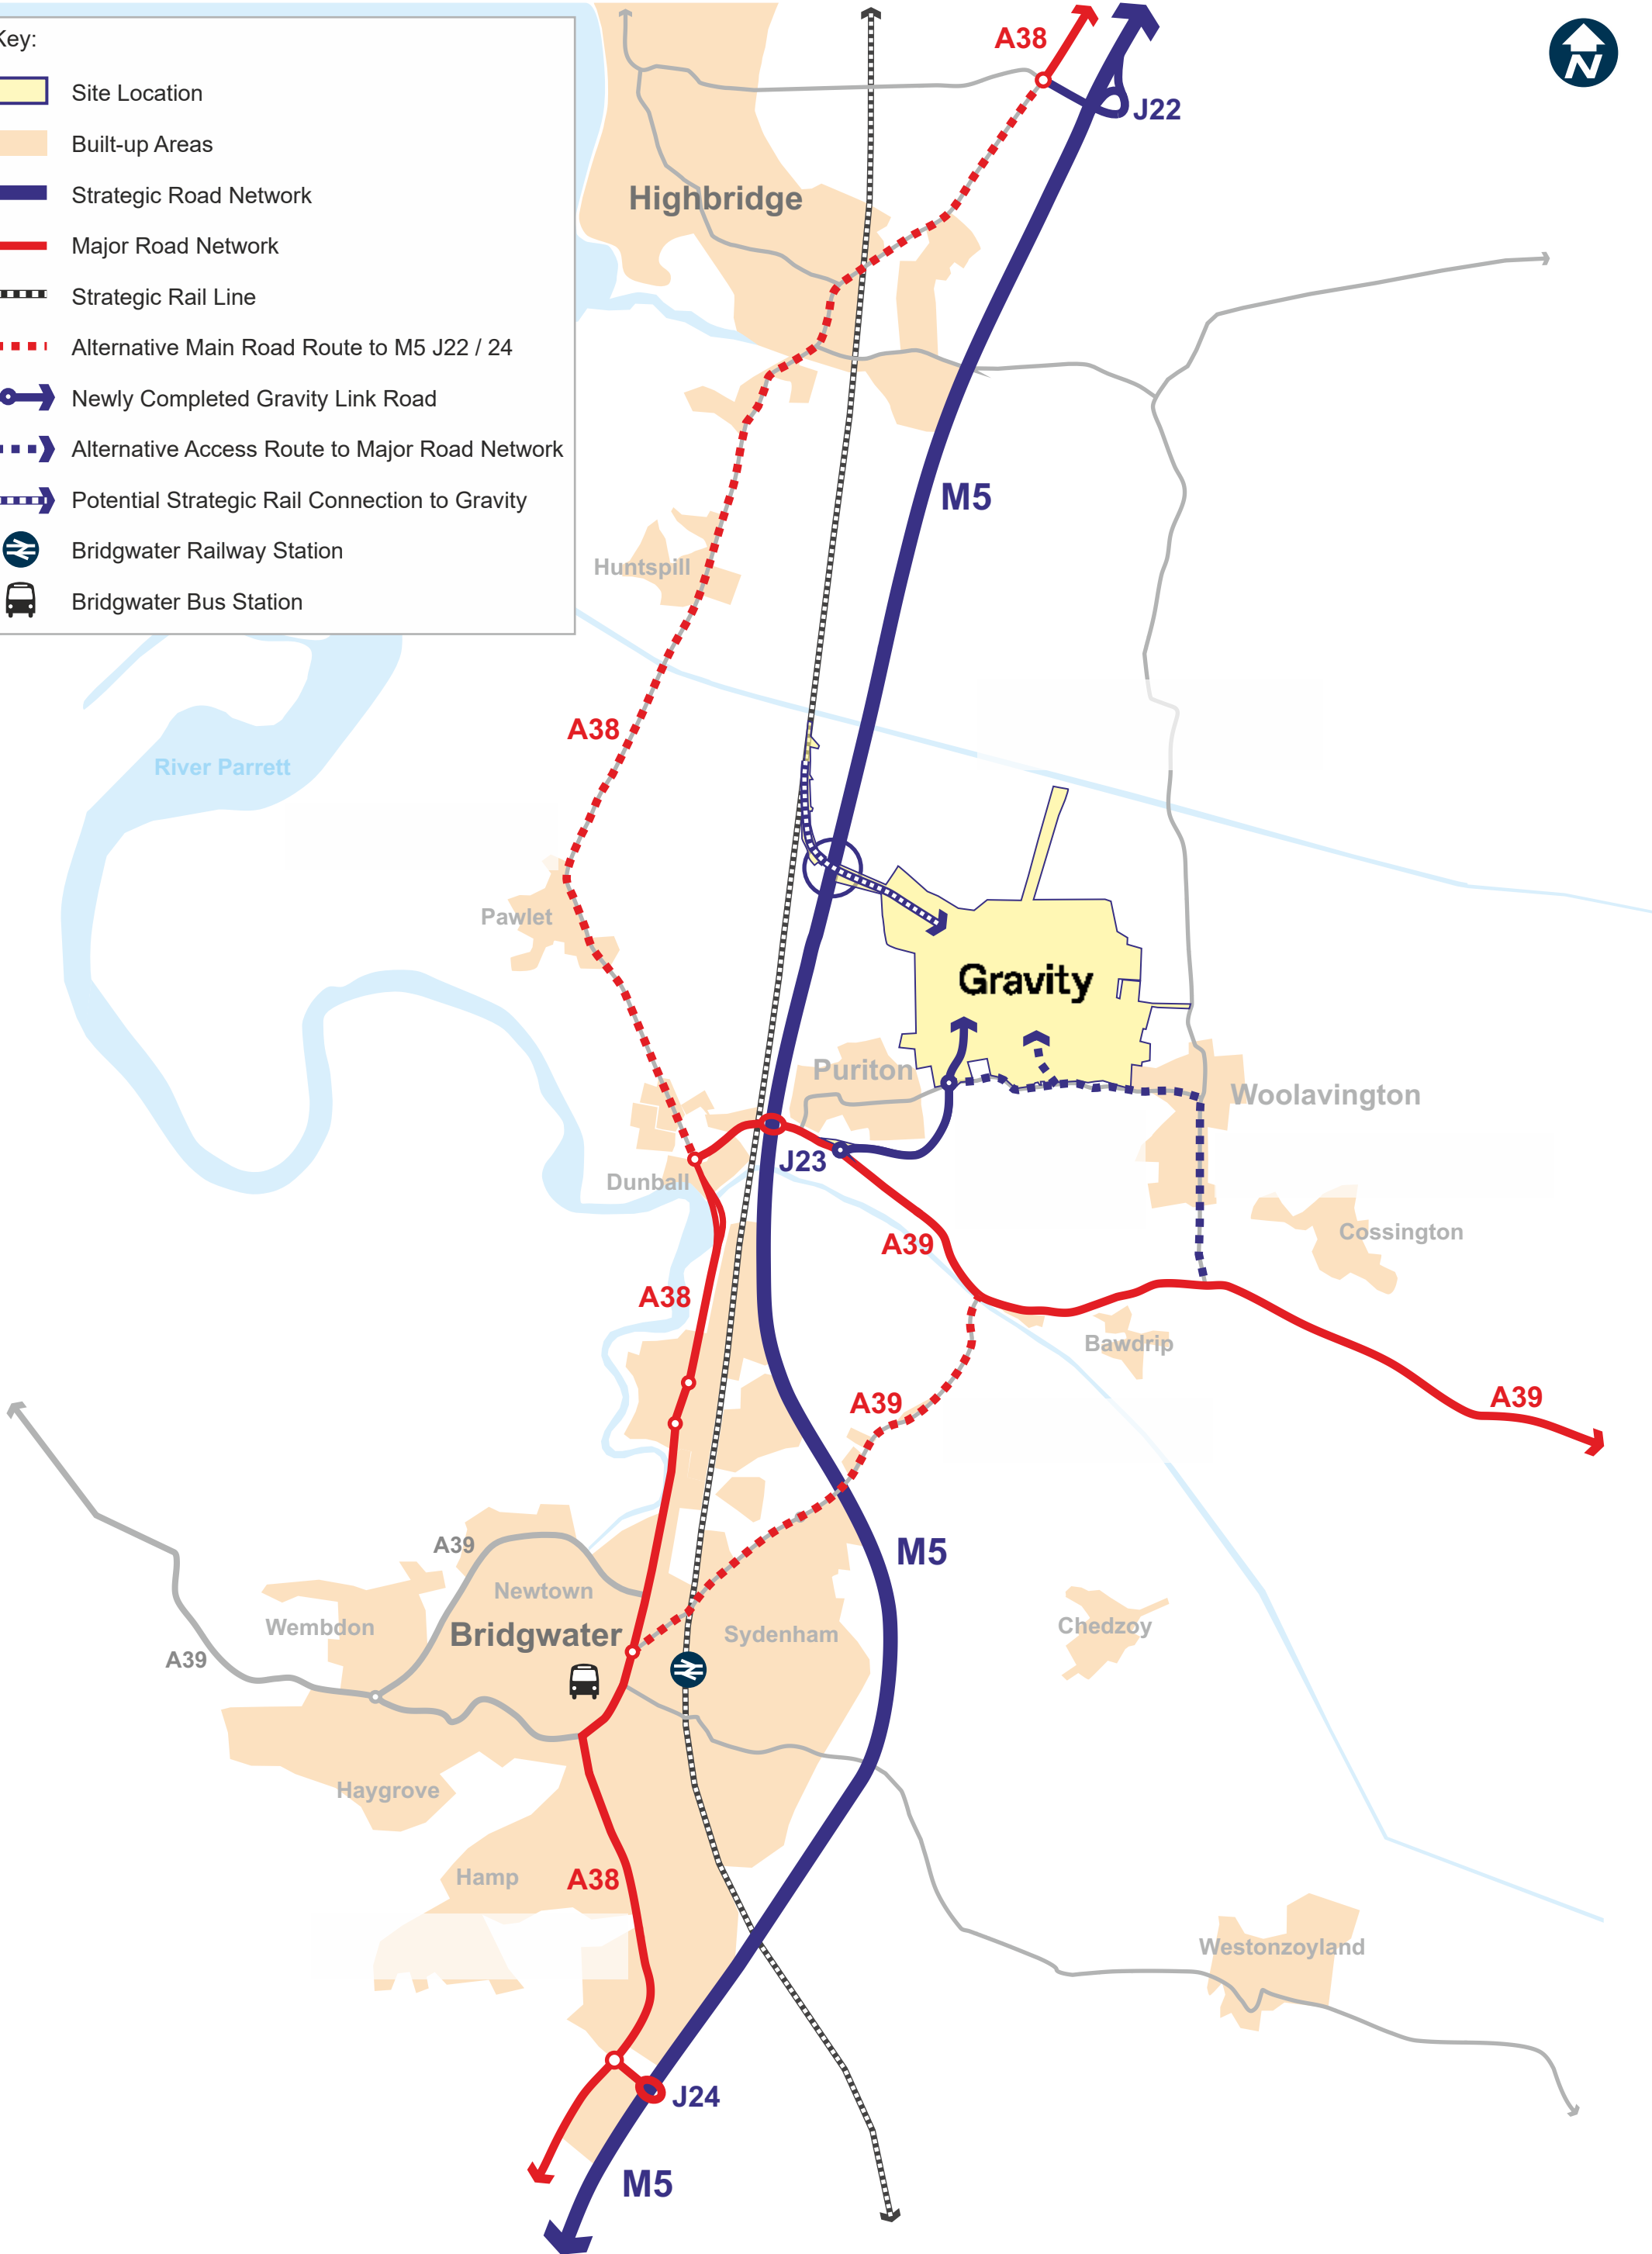 Key:
Site Location
Built-up Areas
Strategic Road Network
Major Road Network
Strategic Rail Line
Alternative Main Road Route to M5 J22 / 24
Newly Completed Gravity Link Road
Alternative Access Route to Major Road Network
Potential Strategic Rail Connection to Gravity
Bridgwater Railway Station
Bridgwater Bus Station
N
A38
J22
Highbridge
M5
Huntspill
A38
River Parrett
Pawlet
Gravity
Puriton
Woolavington
J23
Dunball
Cossington
A39
A38
Bawdrip
A39
A39
A39
M5
Newtown
Wembdon
Bridgwater
Sydenham
Chedzoy
A39
Haygrove
Hamp
A38
Westonzoyland
J24
M5